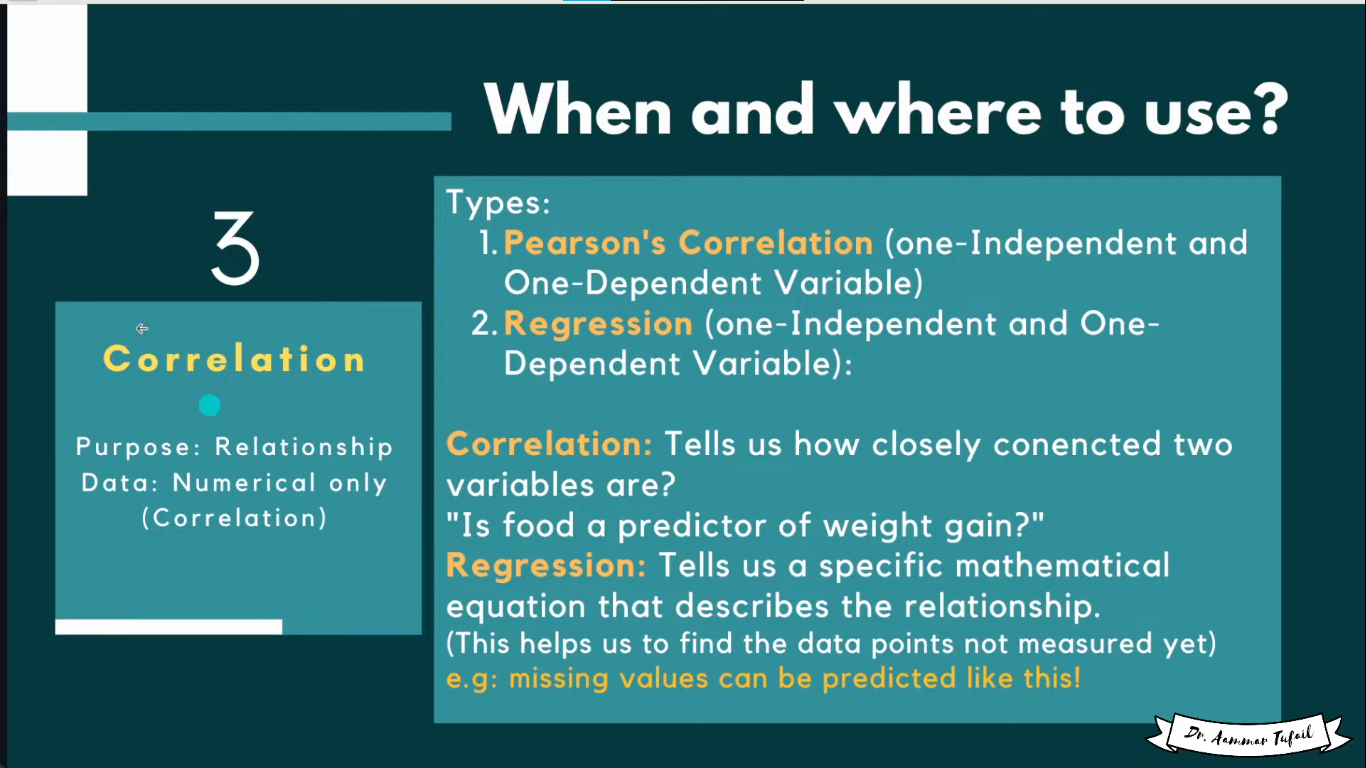 When and where to use?
3
Correlation
Purpose: Relationship
Data: Numerical only
(Correlation)
Types:
1. Pearson's Correlation (one-Independent and
One-Dependent Variable)
2. Regression (one-Independent and One-
Dependent Variable):
Correlation: Tells us how closely conencted two
variables are?
"Is food a predictor of weight gain?"
Regression: Tells us a specific mathematical
equation that describes the relationship.
(This helps us to find the data points not measured yet)
e.g: missing values can be predicted like this!
Dr. Aammar Tufail